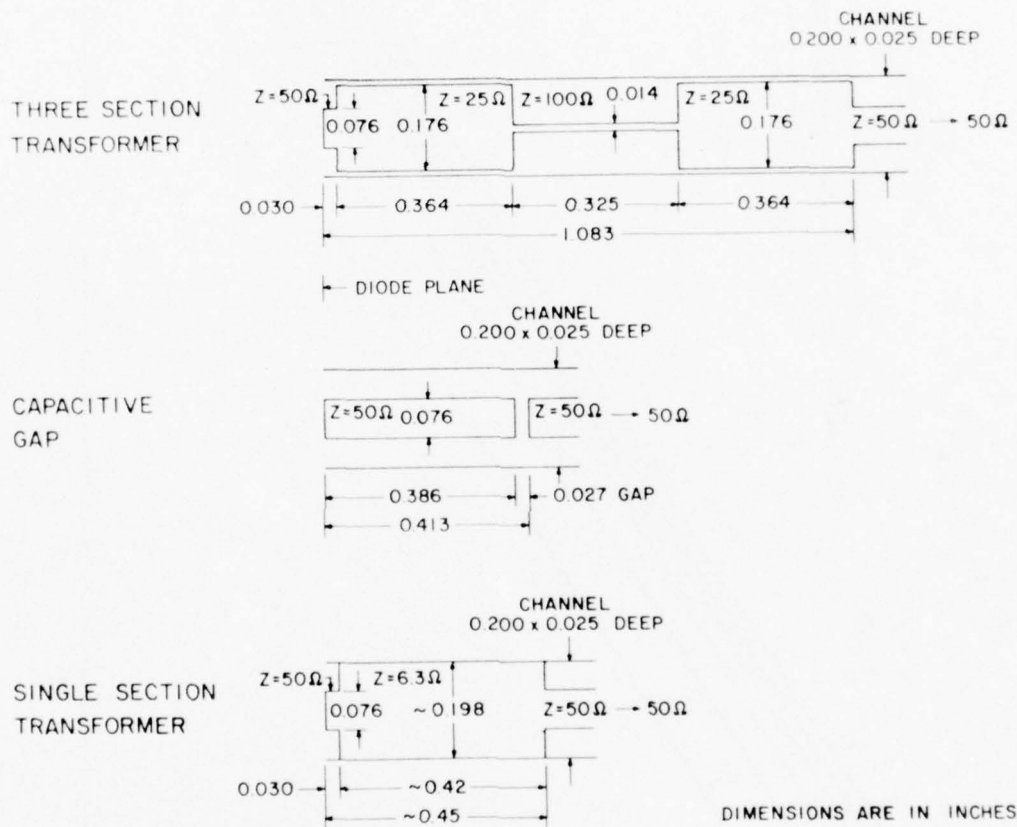 CHANNEL
0.200 x 0.025 DEEP
THREE SECTION
TRANSFORMER
Z=50Ω
0.076
0.176
Z=25Ω
Z=100Ω
0.014
Z=25Ω
0.176
Z=50Ω → 50Ω
0.030
0.364
0.325
0.364
1.083
DIODE PLANE
CHANNEL
0.200 x 0.025 DEEP
CAPACITIVE
GAP
Z=50Ω
0.076
Z=50Ω → 50Ω
0.386
0.027 GAP
0.413
CHANNEL
0.200 x 0.025 DEEP
SINGLE SECTION
TRANSFORMER
Z=50Ω
0.076
Z=6.3Ω
~0.198
Z=50Ω → 50Ω
0.030
~0.42
~0.45
DIMENSIONS ARE IN INCHES